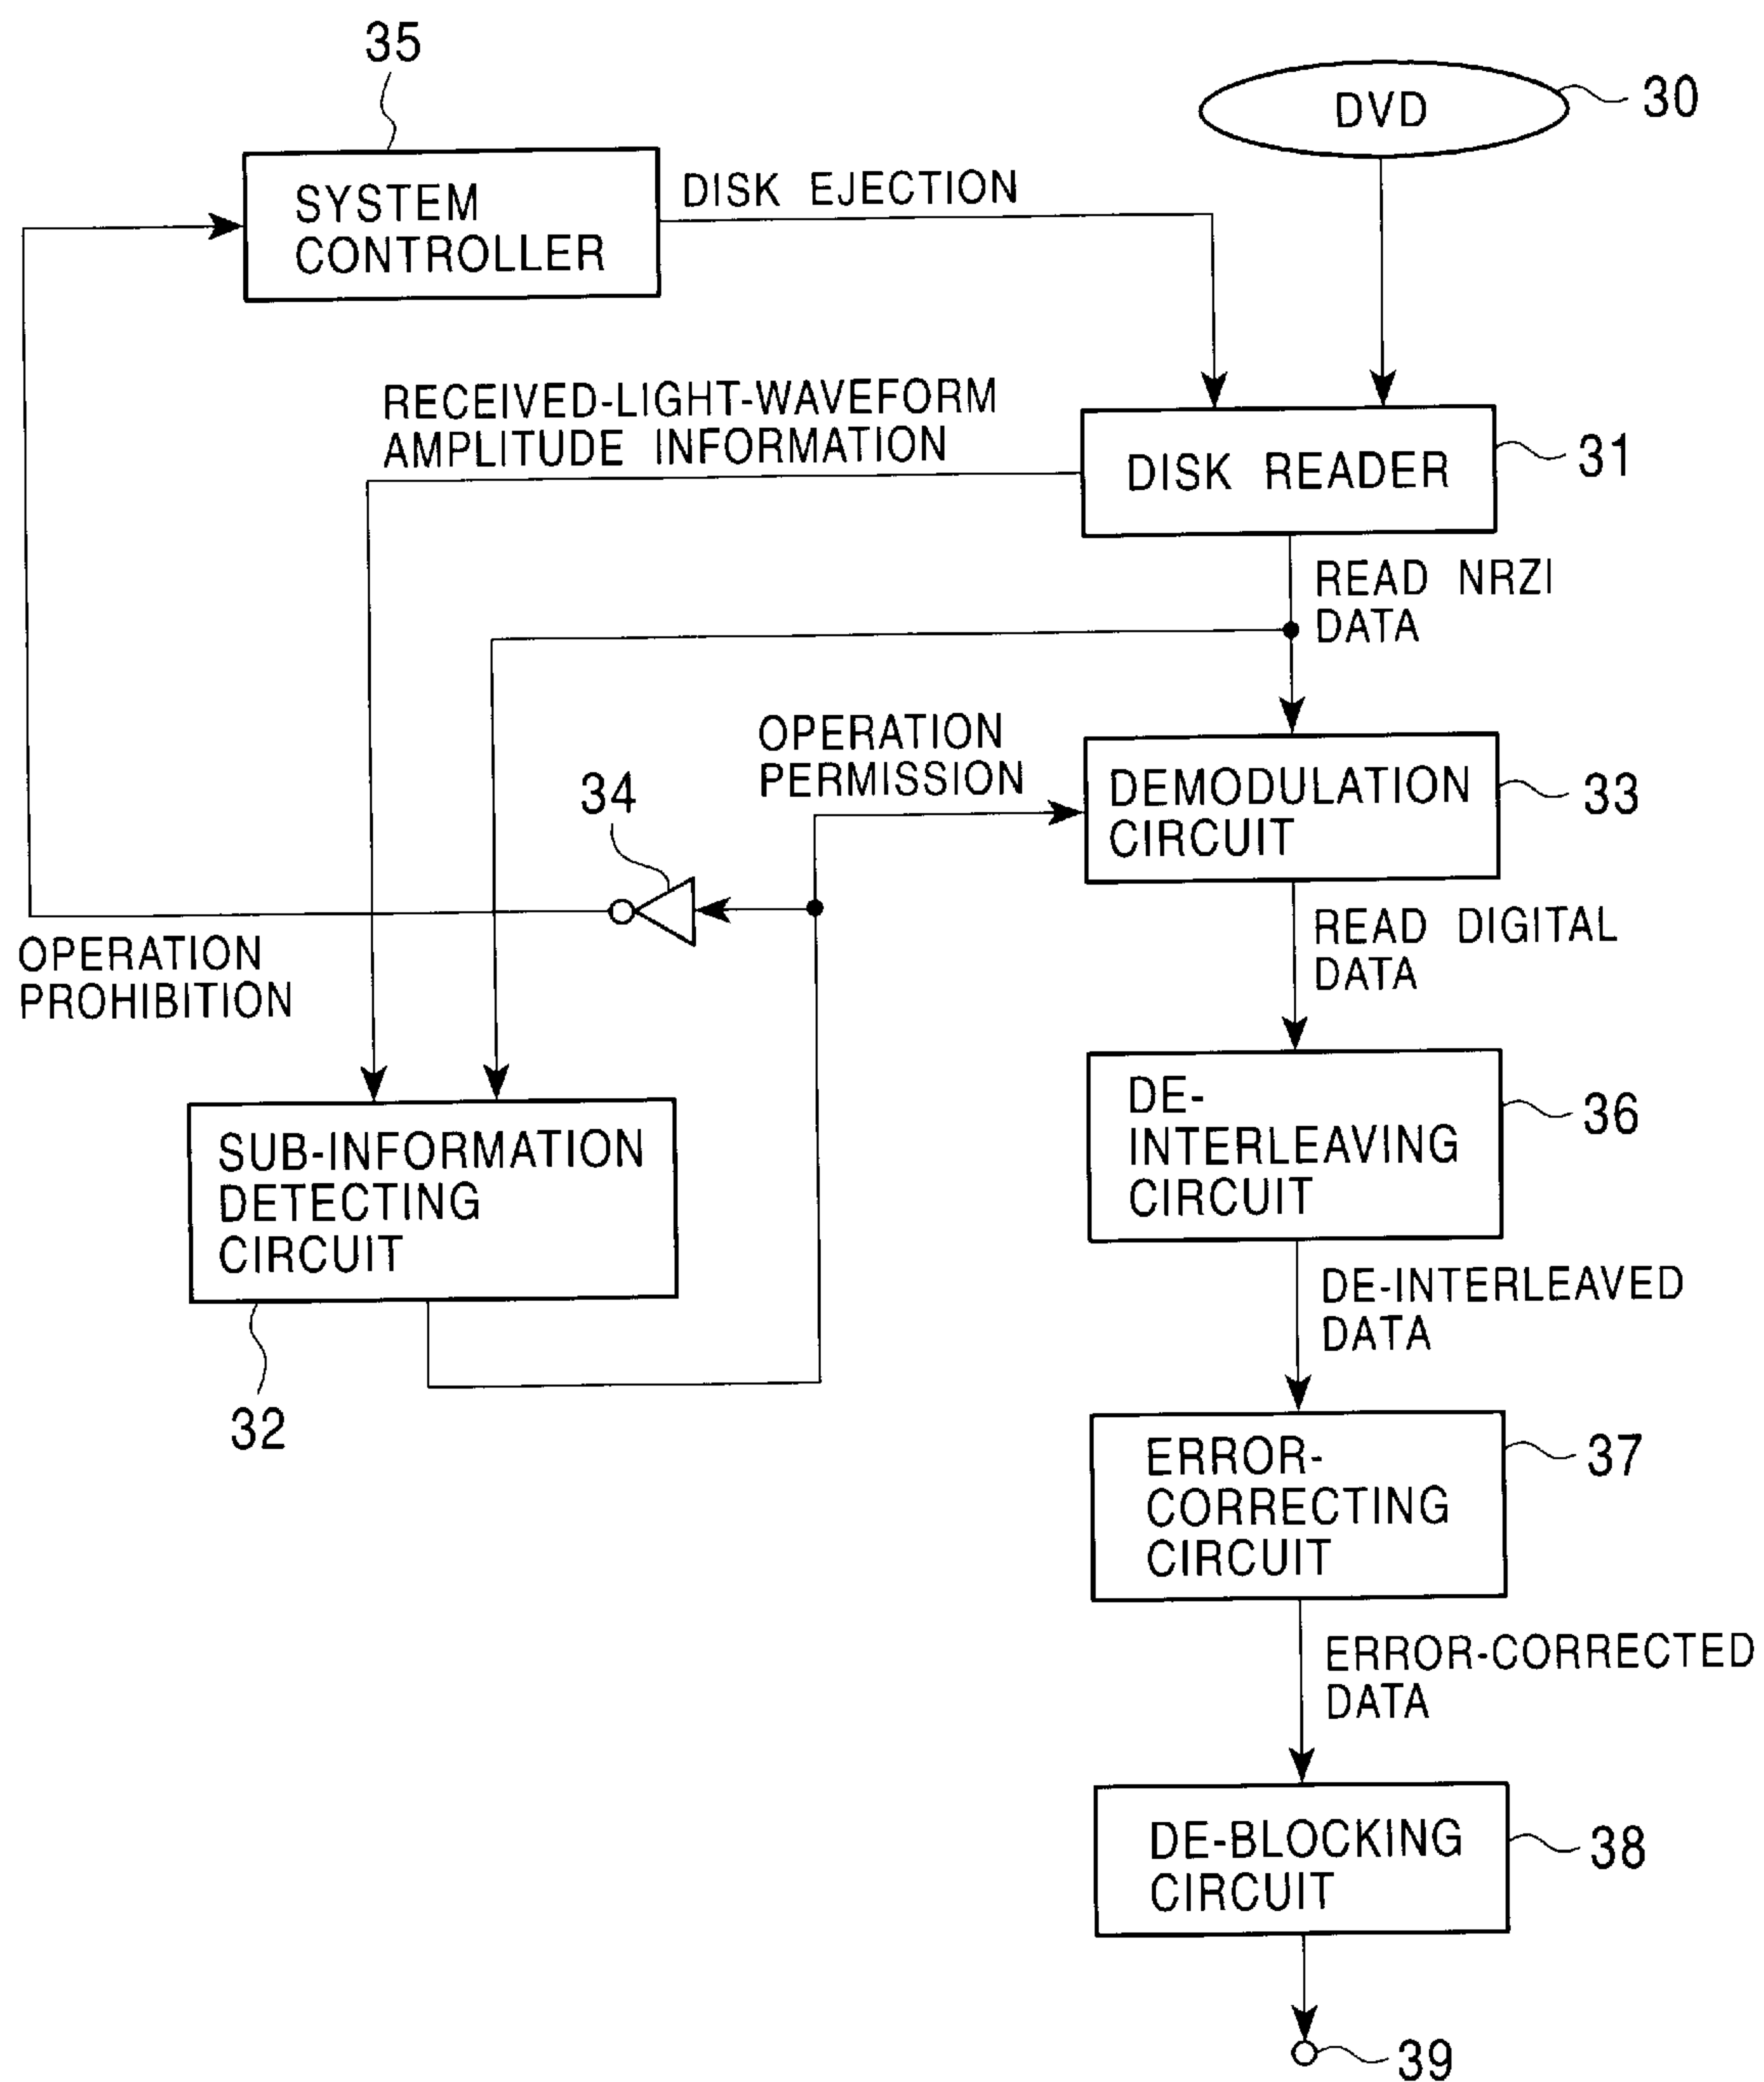 35
DVD
30
SYSTEM
CONTROLLER
DISK EJECTION
RECEIVED-LIGHT-WAVEFORM
AMPLITUDE INFORMATION
DISK READER
31
READ NRZI
DATA
OPERATION
PERMISSION
34
DEMODULATION
CIRCUIT
33
OPERATION
PROHIBITION
READ DIGITAL
DATA
SUB-INFORMATION
DETECTING
CIRCUIT
32
DE-
INTERLEAVING
CIRCUIT
36
DE-INTERLEAVED
DATA
ERROR-
CORRECTING
CIRCUIT
37
ERROR-CORRECTED
DATA
DE-BLOCKING
CIRCUIT
38
39